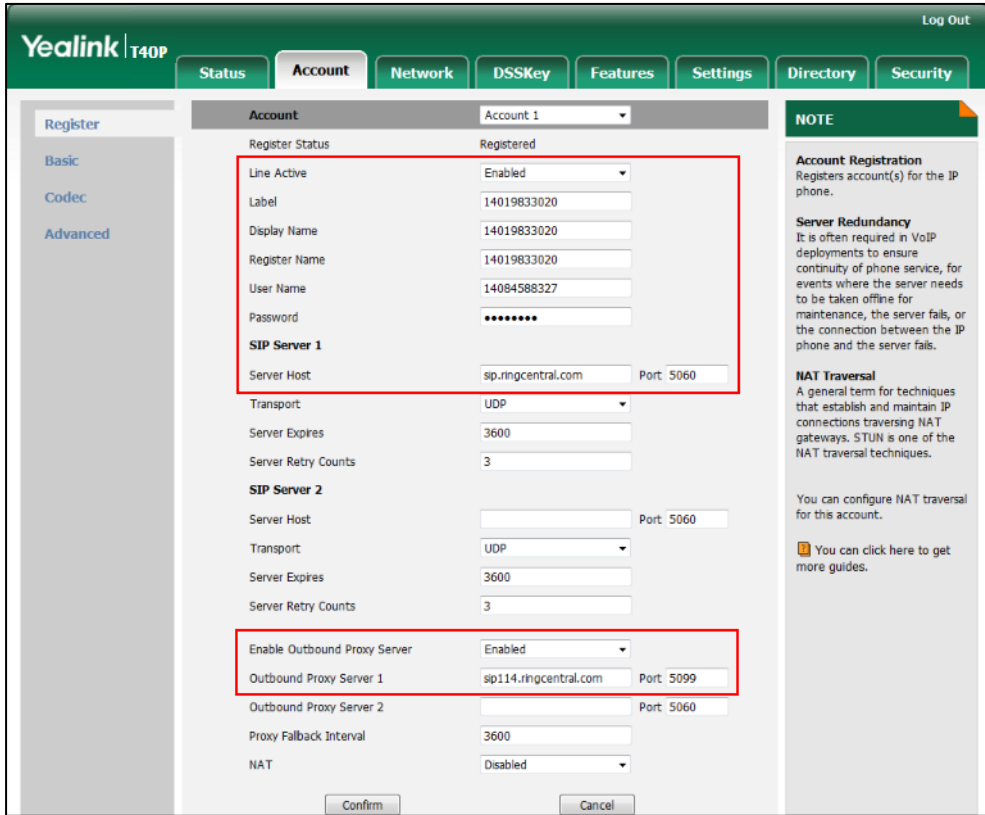 Log Out
Yealink T40P
Status Account Network DSSKey Features Settings Directory Security
Register
Basic
Codec
Advanced
Account Account 1
Register Status Registered
Line Active Enabled
Label 14019833020
Display Name 14019833020
Register Name 14019833020
User Name 14084588327
Password ••••••••
SIP Server 1
Server Host sip.ringcentral.com Port 5060
Transport UDP
Server Expires 3600
Server Retry Counts 3
SIP Server 2
Server Host Port 5060
Transport UDP
Server Expires 3600
Server Retry Counts 3
Enable Outbound Proxy Server Enabled
Outbound Proxy Server 1 sip114.ringcentral.com Port 5099
Outbound Proxy Server 2 Port 5060
Proxy Fallback Interval 3600
NAT Disabled
Confirm Cancel
NOTE
Account Registration
Registers account(s) for the IP
phone.
Server Redundancy
It is often required in VoIP
deployments to ensure
continuity of phone service, for
events where the server needs
to be taken offline for
maintenance, the server fails, or
the connection between the IP
phone and the server fails.
NAT Traversal
A general term for techniques
that establish and maintain IP
connections traversing NAT
gateways. STUN is one of the
NAT traversal techniques.
You can configure NAT traversal
for this account.
You can click here to get
more guides.